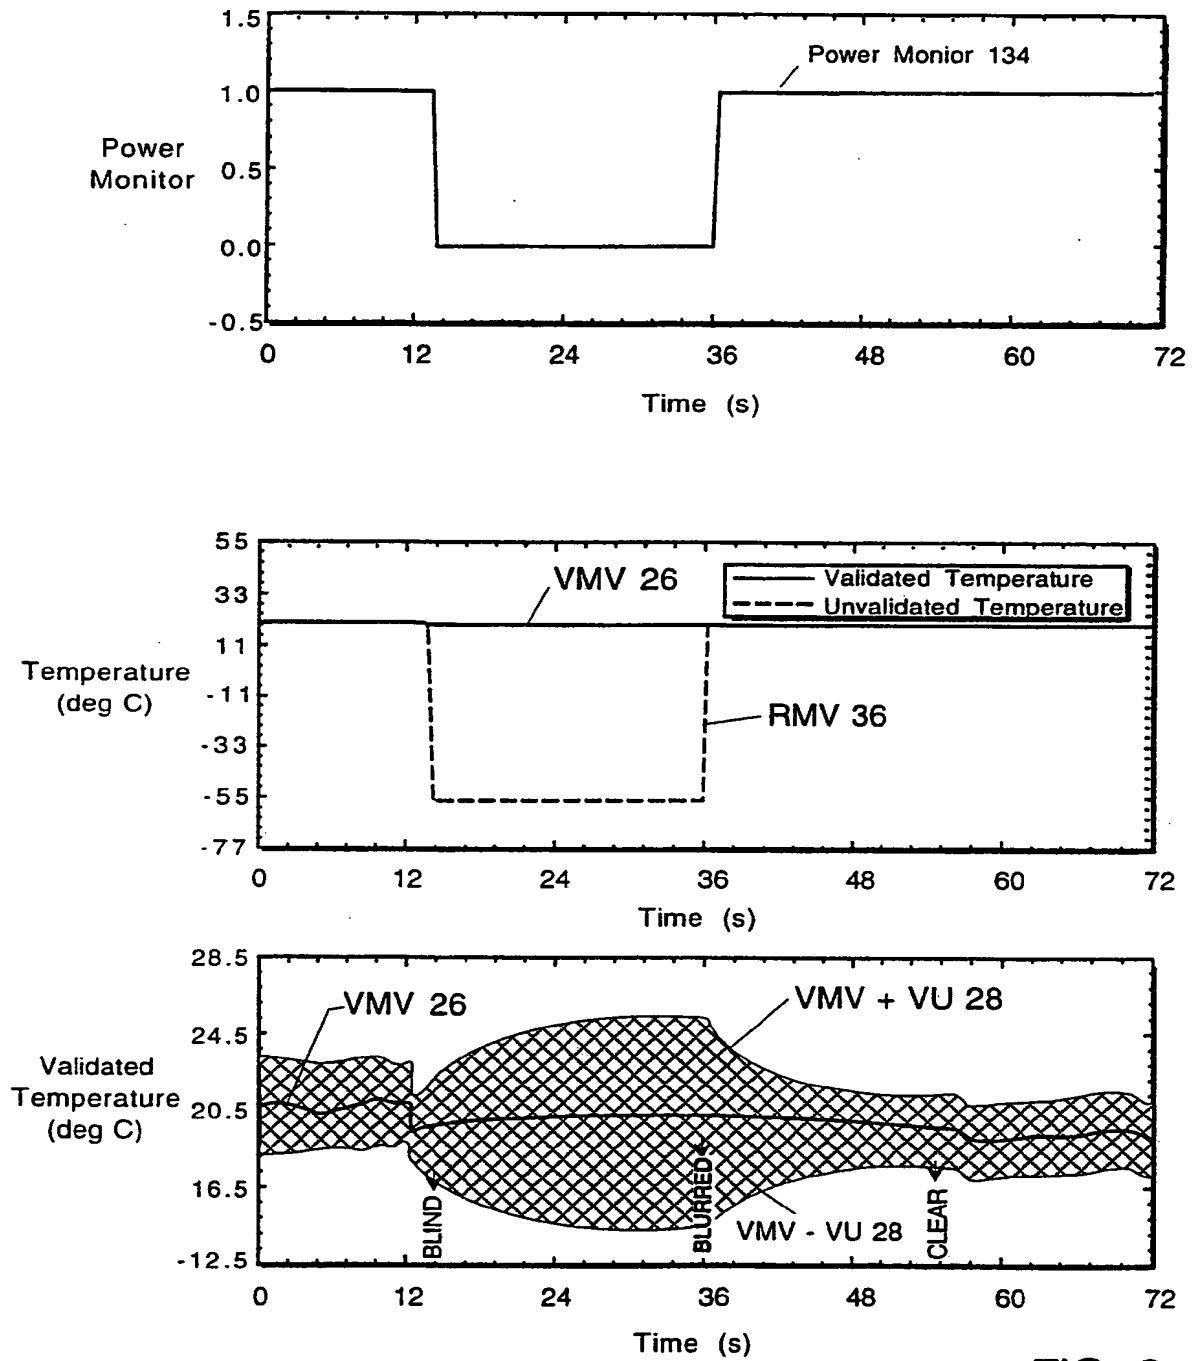 1.5
Power Monior 134
1.0
Power
Monitor
0.5
0.0
-0.5
0 12 24 36 48 60 72
Time (s)
55
VMV 26
Validated Temperature
Unvalidated Temperature
33
11
Temperature
(deg C)
-11
RMV 36
-33
-55
-77
0 12 24 36 48 60 72
Time (s)
28.5
VMV 26
VMV + VU 28
24.5
Validated
Temperature
(deg C)
20.5
16.5
BLIND
BLURRED
VMV - VU 28
CLEAR
-12.5
0 12 24 36 48 60 72
Time (s)